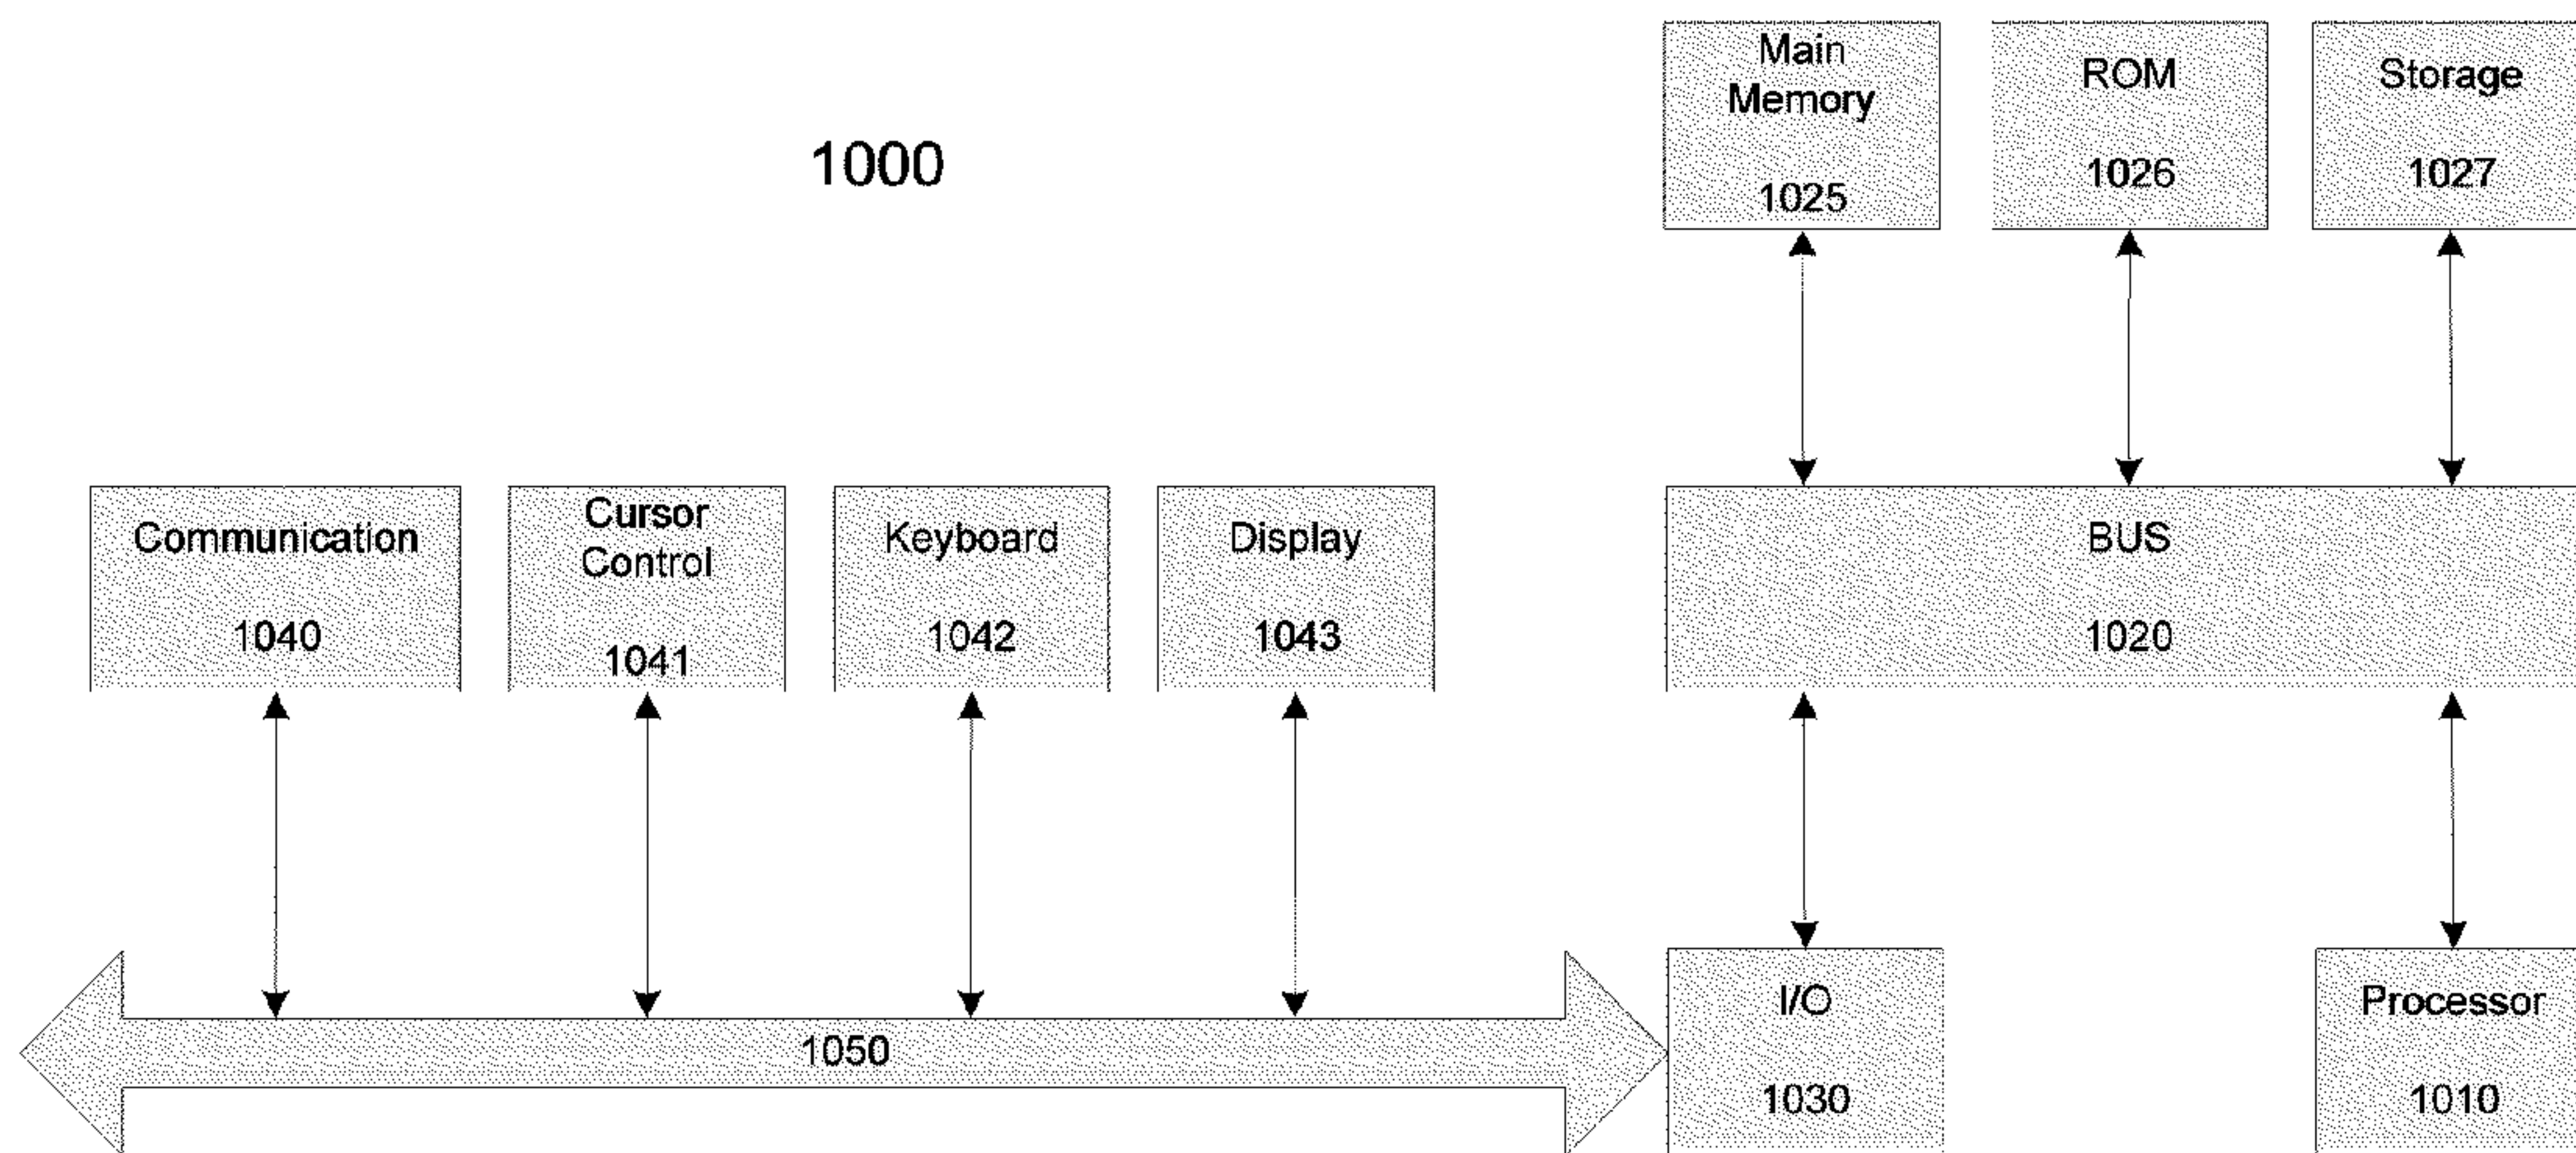 1000
Main
Memory
1025
ROM
1026
Storage
1027
Communication
1040
Cursor
Control
1041
Keyboard
1042
Display
1043
BUS
1020
1050
I/O
1030
Processor
1010